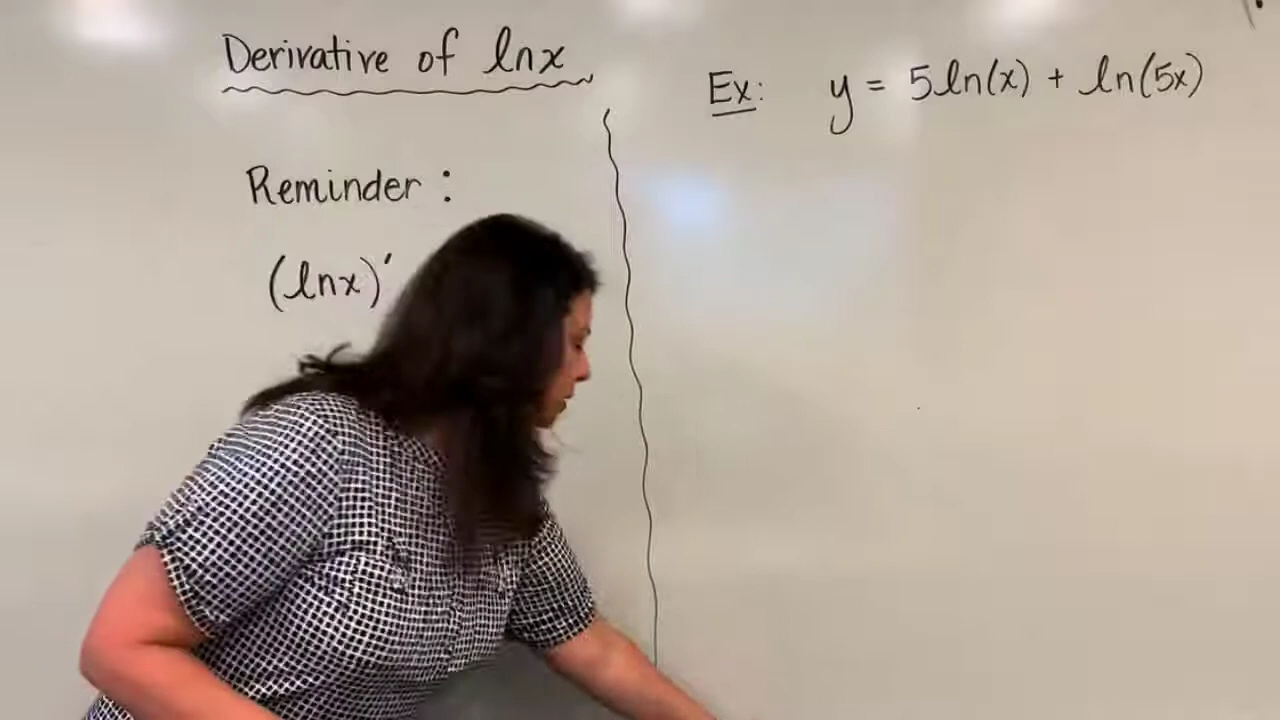 Derivative of lnx
Reminder :
(lnx)'
Ex: y = 5ln(x) + ln(5x)